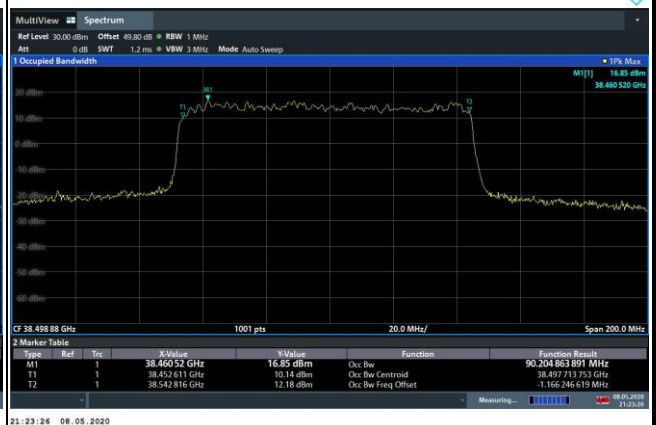 MultiView Spectrum
Ref Level 30.00 dBm Offset 49.80 dB RBW 1 MHz
Att 0 dB SWT 1.2 ms VBW 3 MHz Mode Auto Sweep
1 Occupied Bandwidth 1Pk Max
M1[1] 16.85 dBm
38.460 520 GHz
M1
20 dBm
T1 T2
10 dBm
0 dBm
-10 dBm
-20 dBm
-30 dBm
-40 dBm
-50 dBm
-60 dBm
CF 38.498 88 GHz 1001 pts 20.0 MHz/ Span 200.0 MHz
2 Marker Table
Type Ref Trc X-Value Y-Value Function Function Result
M1 1 38.460 52 GHz 16.85 dBm Occ Bw 90.204 863 891 MHz
T1 1 38.452 611 GHz 10.14 dBm Occ Bw Centroid 38.497 713 753 GHz
T2 1 38.542 816 GHz 12.18 dBm Occ Bw Freq Offset -1.166 246 619 MHz
Measuring... 08.05.2020
21:23:26
21:23:26 08.05.2020